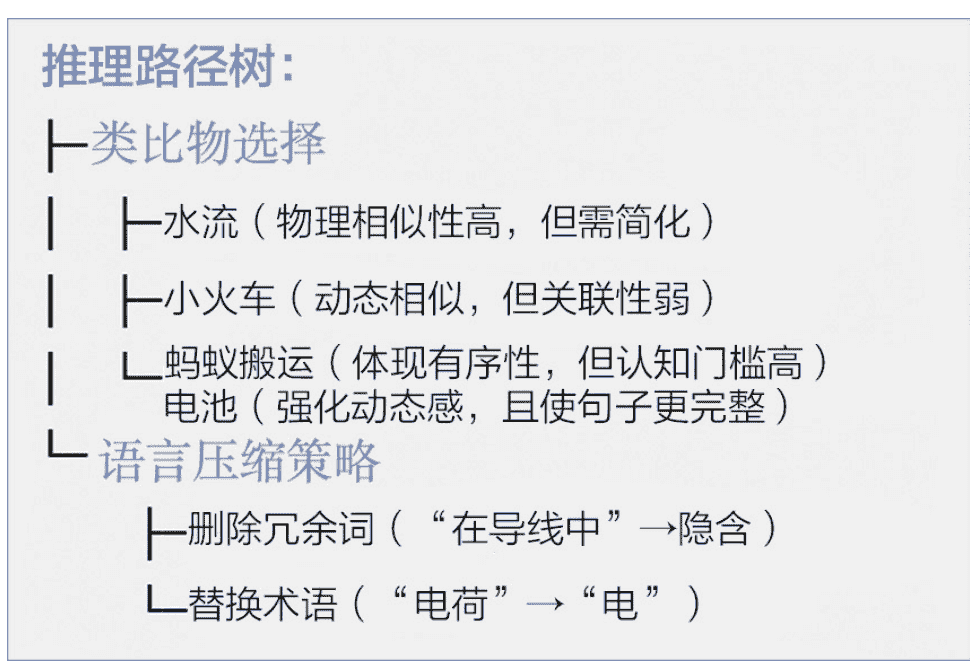 推理路径树：
├─类比物选择
│ ├─水流（物理相似性高，但需简化）
│ ├─小火车（动态相似，但关联性弱）
│ └─蚂蚁搬运（体现有序性，但认知门槛高）
│ 电池（强化动态感，且使句子更完整）
└─语言压缩策略
├─删除冗余词（“在导线中”→隐含）
└─替换术语（“电荷”→“电”）